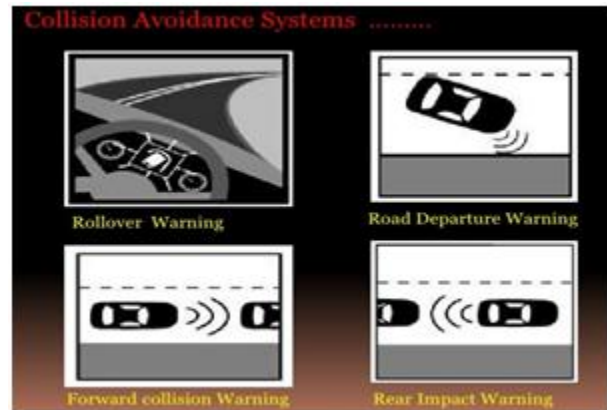 Collision Avoidance Systems .........
Rollover Warning
Road Departure Warning
Forward collision Warning
Rear Impact Warning